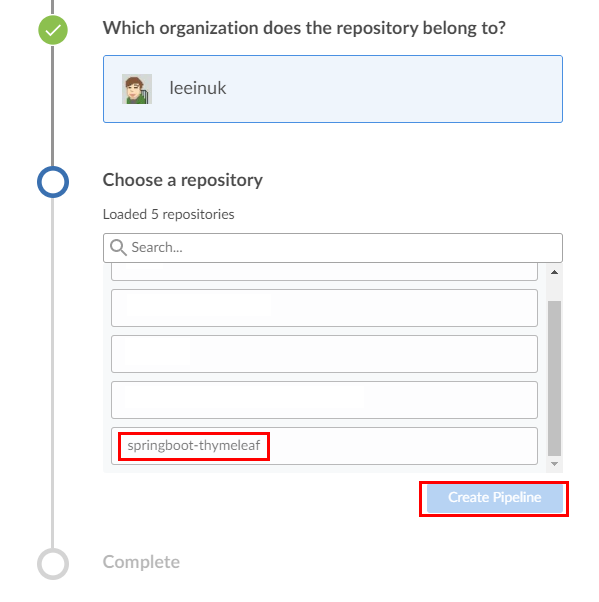 Which organization does the repository belong to?
leeinuk
Choose a repository
Loaded 5 repositories
Search...
springboot-thymeleaf
Create Pipeline
Complete